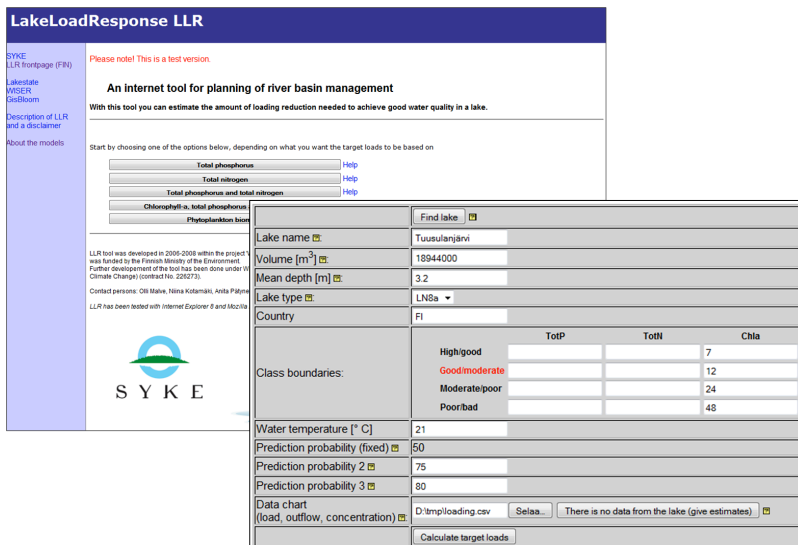 LakeLoadResponse LLR
SYKE
LLR frontpage (FIN)
Lakestate
WISER
GisBloom
Description of LLR
and a disclaimer
About the models
Please note! This is a test version.
An internet tool for planning of river basin management
With this tool you can estimate the amount of loading reduction needed to achieve good water quality in a lake.
Start by choosing one of the options below, depending on what you want the target loads to be based on
Total phosphorus Help
Total nitrogen Help
Total phosphorus and total nitrogen Help
Chlorophyll-a, total phosphorus
Phytoplankton biom
LLR tool was developed in 2006-2008 within the project
was funded by the Finnish Ministry of the Environment.
Further developement of the tool has been done under W
Climate Change) (contract No. 226273).
Contact persons: Olli Malve, Niina Kotamäki, Anita Pätyne
LLR has been tested with Internet Explorer 8 and Mozilla
SYKE
Find lake ?
Lake name ?:
Tuusulanjärvi
Volume [m3] ?:
18944000
Mean depth [m] ?:
3.2
Lake type ?:
LN8a
Country
FI
Class boundaries:
TotP TotN Chla
High/good 7
Good/moderate 12
Moderate/poor 24
Poor/bad 48
Water temperature [° C]
21
Prediction probability (fixed) ?
50
Prediction probability 2 ?
75
Prediction probability 3 ?
80
Data chart
(load, outflow, concentration) ?:
D:\tmp\loading.csv Selaa... There is no data from the lake (give estimates) ?
Calculate target loads